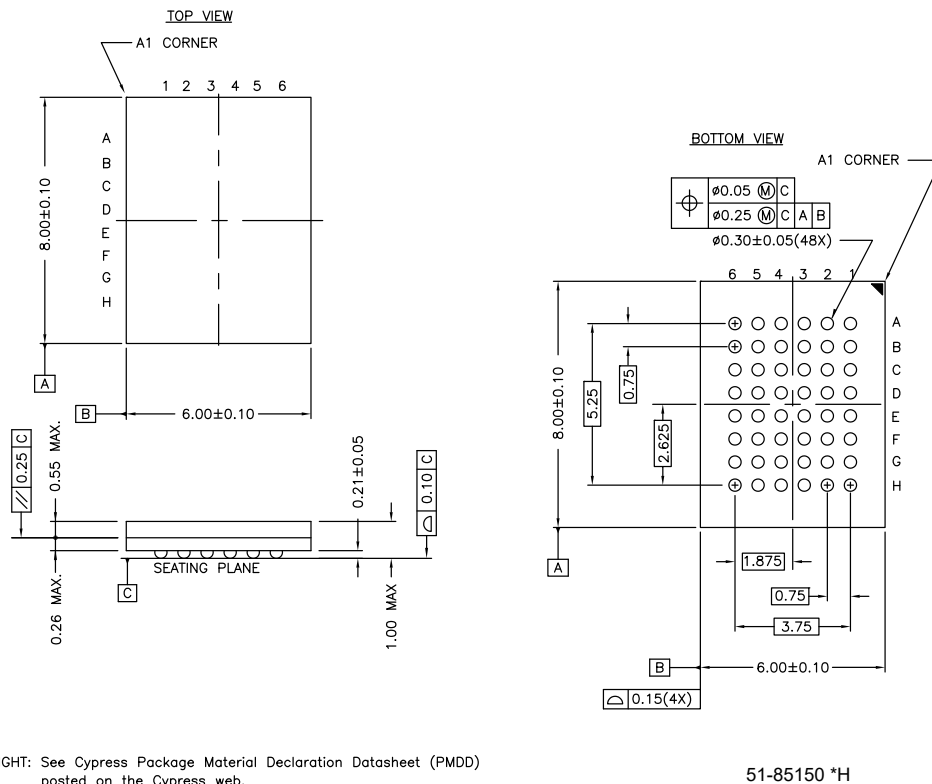 TOP VIEW
A1 CORNER
1 2 3 4 5 6
A
B
C
D
E
F
G
H
8.00±0.10
A
B
6.00±0.10
// 0.25 C
0.55 MAX.
0.21±0.05
0.10 C
SEATING PLANE
C
0.26 MAX.
1.00 MAX
BOTTOM VIEW
A1 CORNER
ø0.05 Ⓜ C
ø0.25 Ⓜ C A B
ø0.30±0.05(48X)
6 5 4 3 2 1
A
B
C
D
E
F
G
H
8.00±0.10
5.25
0.75
2.625
A
1.875
0.75
3.75
B
6.00±0.10
0.15(4X)
GHT: See Cypress Package Material Declaration Datasheet (PMDD)
posted on the Cypress web.
51-85150 *H